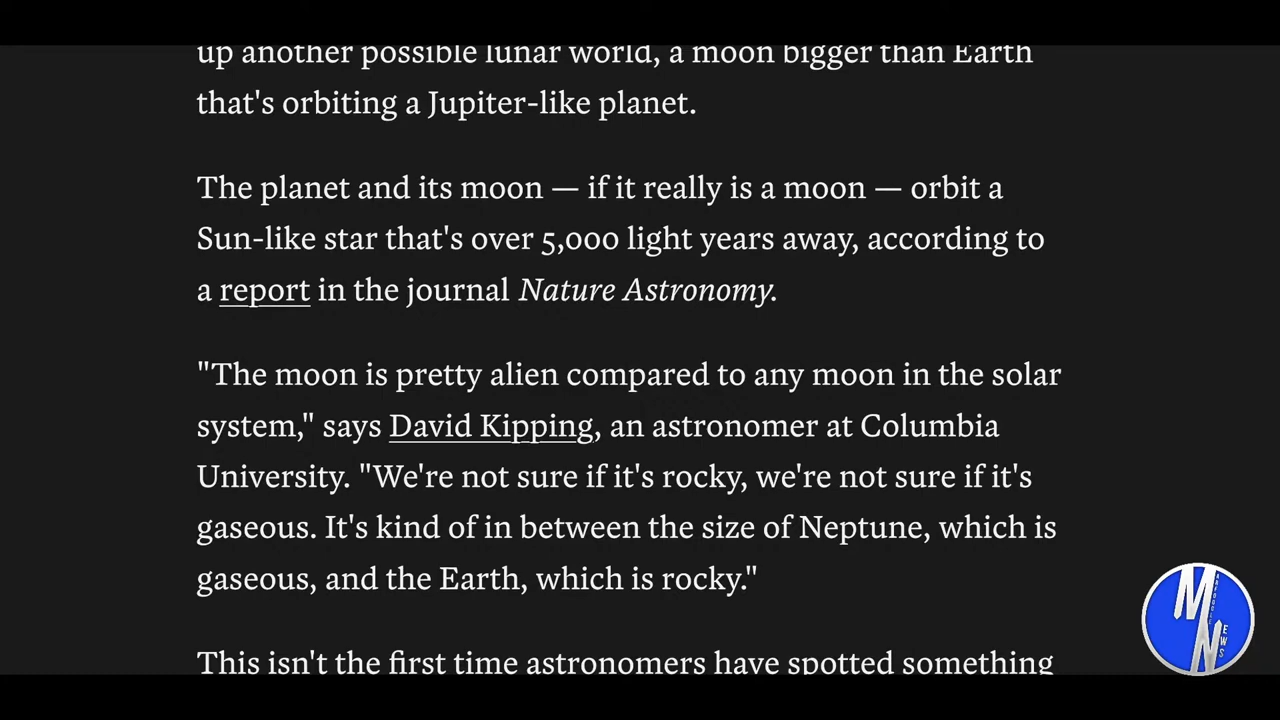 up another possible lunar world, a moon bigger than Earth
that's orbiting a Jupiter-like planet.
The planet and its moon — if it really is a moon — orbit a
Sun-like star that's over 5,000 light years away, according to
a report in the journal Nature Astronomy.
"The moon is pretty alien compared to any moon in the solar
system," says David Kipping, an astronomer at Columbia
University. "We're not sure if it's rocky, we're not sure if it's
gaseous. It's kind of in between the size of Neptune, which is
gaseous, and the Earth, which is rocky."
This isn't the first time astronomers have spotted something